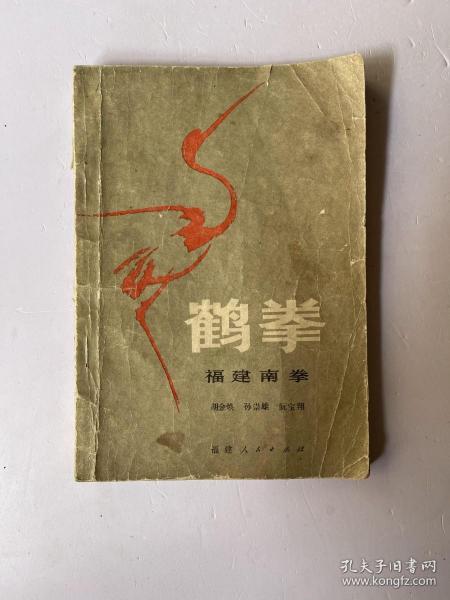 鹤拳
福建南拳
胡金焕 孙崇雄 阮宝翔
福建人民出版社
孔夫子旧书网
www.kongfz.com